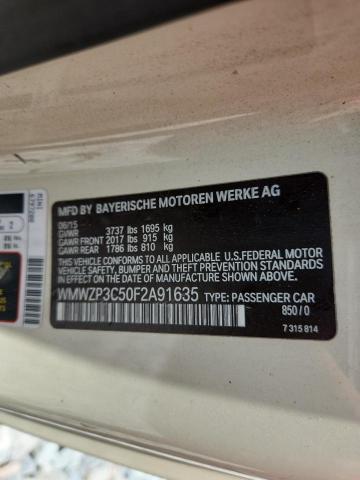 MINI
6797280
MFD BY BAYERISCHE MOTOREN WERKE AG
06/15
GVWR 3737 lbs 1695 kg
GAWR FRONT 2017 lbs 915 kg
GAWR REAR 1786 lbs 810 kg
THIS VEHICLE CONFORMS TO ALL APPLICABLE U.S.FEDERAL MOTOR
VEHICLE SAFETY, BUMPER, AND THEFT PREVENTION STANDARDS IN
EFFECT ON THE DATE OF MANUFACTURE SHOWN ABOVE.
WMWZP3C50F2A91635 TYPE: PASSENGER CAR
850/0
7 315 814